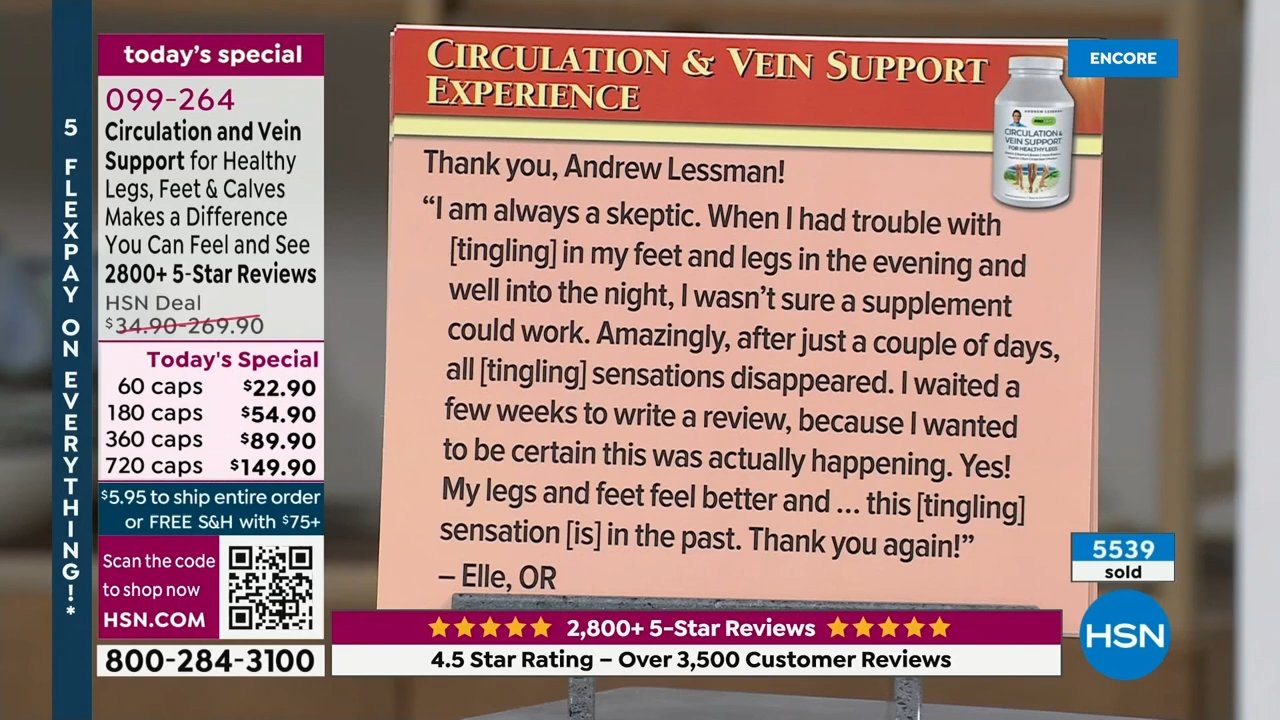 5 FLEXPAY ON EVERYTHING!*
today's special
099-264
Circulation and Vein
Support for Healthy
Legs, Feet & Calves
Makes a Difference
You Can Feel and See
2800+ 5-Star Reviews
HSN Deal
$34.90-269.90
Today's Special
60 caps $22.90
180 caps $54.90
360 caps $89.90
720 caps $149.90
$5.95 to ship entire order
or FREE S&H with $75+
Scan the code
to shop now
HSN.COM
800-284-3100
CIRCULATION & VEIN SUPPORT
EXPERIENCE
Thank you, Andrew Lessman!
“I am always a skeptic. When I had trouble with
[tingling] in my feet and legs in the evening and
well into the night, I wasn’t sure a supplement
could work. Amazingly, after just a couple of days,
all [tingling] sensations disappeared. I waited a
few weeks to write a review, because I wanted
to be certain this was actually happening. Yes!
My legs and feet feel better and ... this [tingling]
sensation [is] in the past. Thank you again!”
– Elle, OR
ANDREW LESSMAN
CIRCULATION &
VEIN SUPPORT
FOR HEALTHY LEGS
ENCORE
5539
sold
HSN
2,800+ 5-Star Reviews
4.5 Star Rating – Over 3,500 Customer Reviews